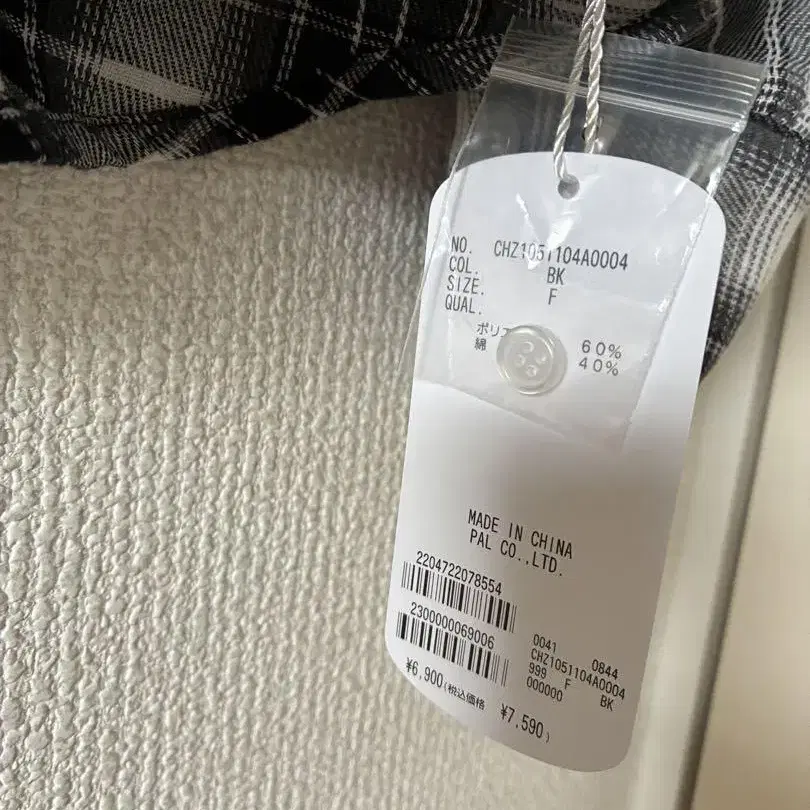 NO. CHZ1051104A0004
COL. BK
SIZE. F
QUAL.
60%
綿 40%
MADE IN CHINA
PAL CO.,LTD.
2204722078554
2300000069006
¥6,900(税込価格 ¥7,590)
0041 0844
CHZ1051104A0004
999 F BK
000000